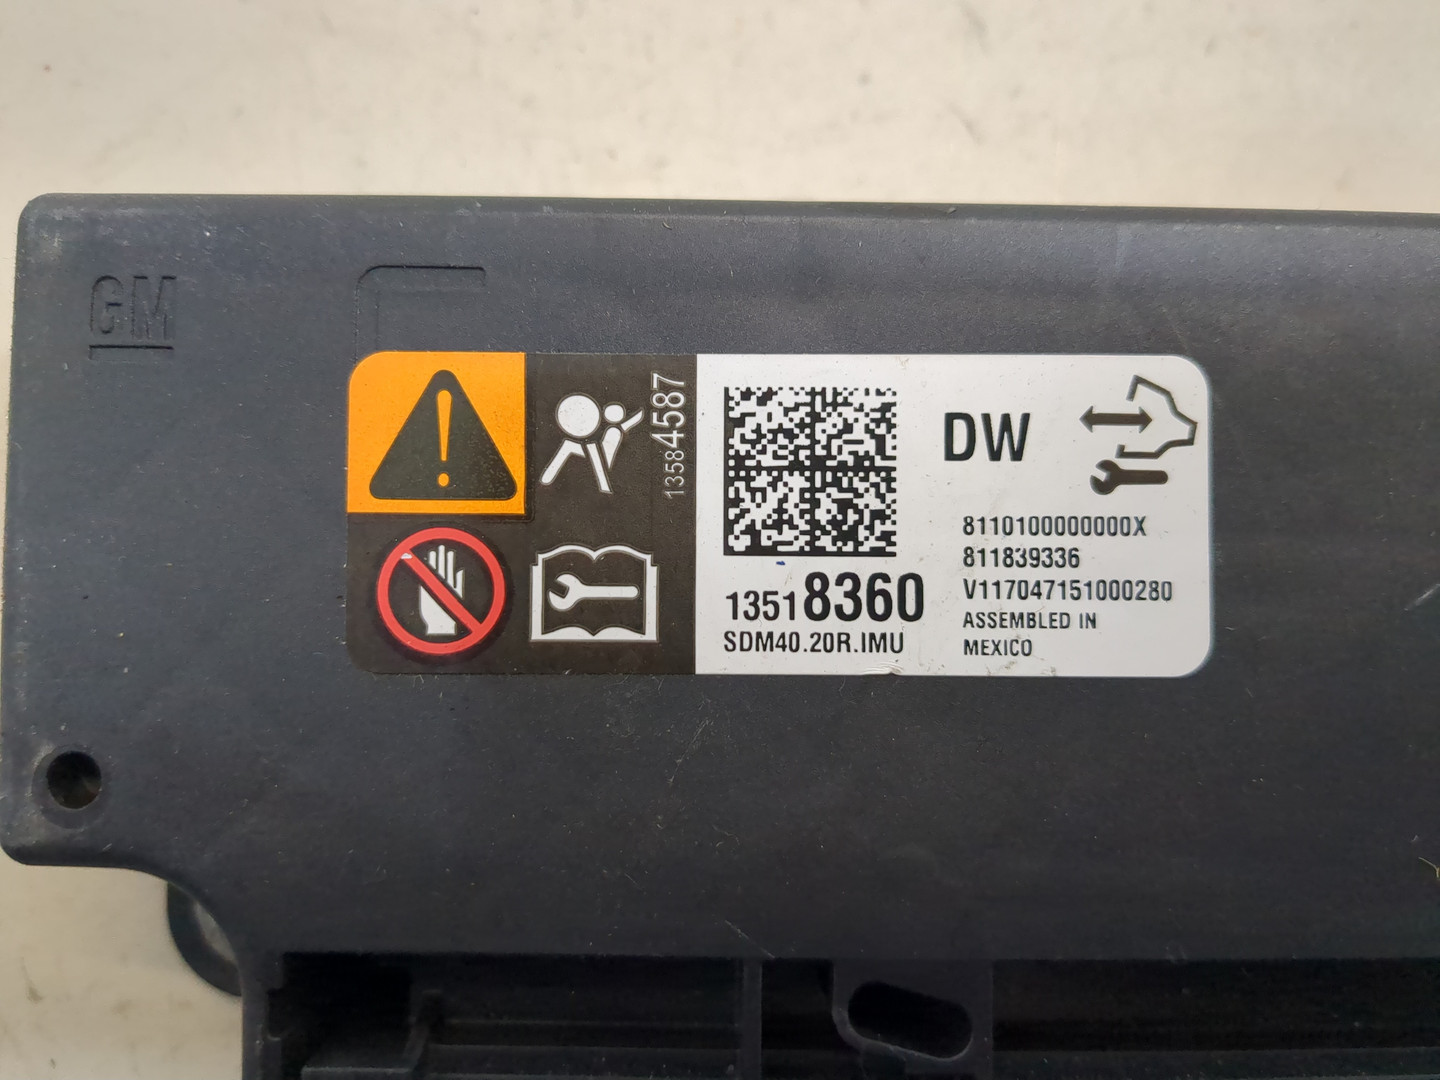 GM
13584587
DW
8110100000000X
811839336
V117047151000280
ASSEMBLED IN
MEXICO
13518360
SDM40.20R.IMU